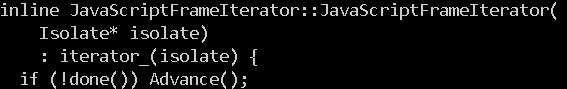 inline JavaScriptFrameIterator::JavaScriptFrameIterator(
    Isolate* isolate)
    : iterator_(isolate) {
  if (!done()) Advance();